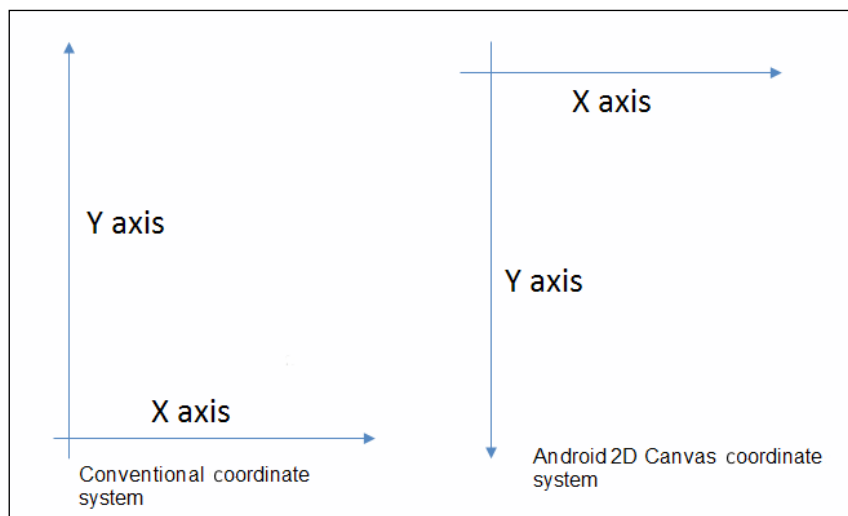 Y axis
X axis
Conventional coordinate
system
X axis
Y axis
Android 2D Canvas coordinate
system